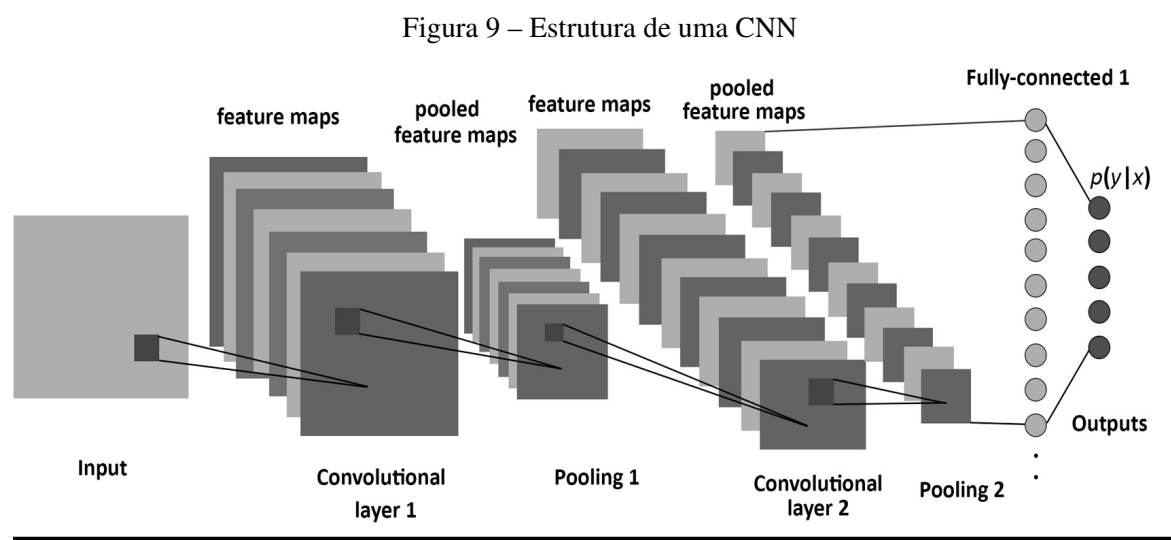 Figura 9 – Estrutura de uma CNN
feature maps
pooled
feature maps
feature maps
pooled
feature maps
Fully-connected 1
p(y|x)
Outputs
Input
Convolutional
layer 1
Pooling 1
Convolutional
layer 2
Pooling 2